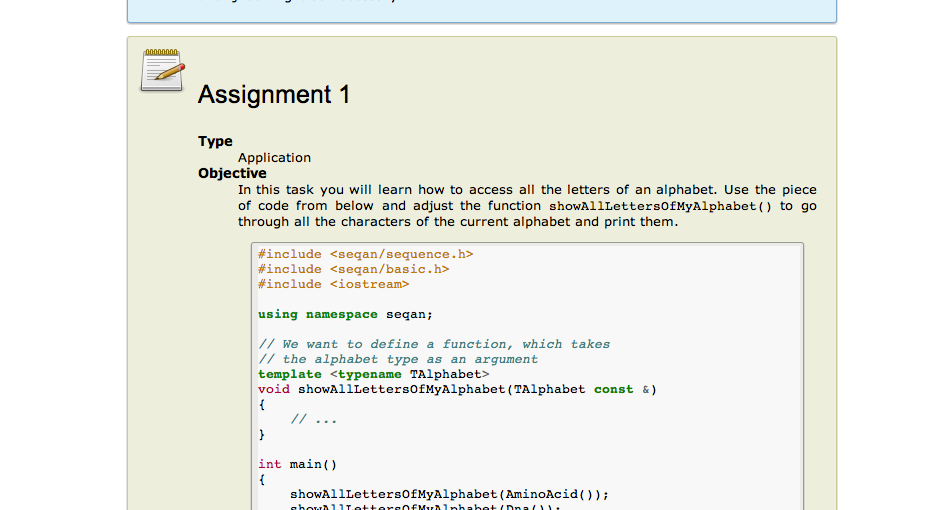 Assignment 1
Type
Application
Objective
In this task you will learn how to access all the letters of an alphabet. Use the piece
of code from below and adjust the function showAllLettersOfMyAlphabet() to go
through all the characters of the current alphabet and print them.
#include <seqan/sequence.h>
#include <seqan/basic.h>
#include <iostream>
using namespace seqan;
// We want to define a function, which takes
// the alphabet type as an argument
template <typename TAlphabet>
void showAllLettersOfMyAlphabet(TAlphabet const &)
{
// ...
}
int main()
{
showAllLettersOfMyAlphabet(AminoAcid());
showAllLettersOfMyAlphabet(Dna());